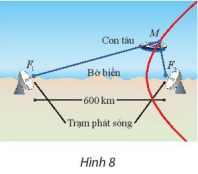 Con tàu M
F₁ Bờ biển F₂
600 km
Trạm phát sóng
Hình 8